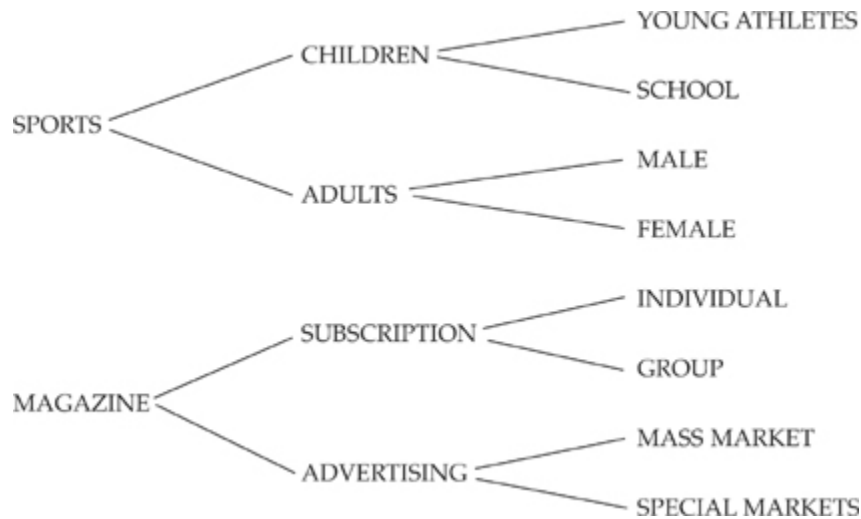 YOUNG ATHLETES
CHILDREN
SCHOOL
SPORTS
MALE
ADULTS
FEMALE
INDIVIDUAL
SUBSCRIPTION
GROUP
MAGAZINE
MASS MARKET
ADVERTISING
SPECIAL MARKETS